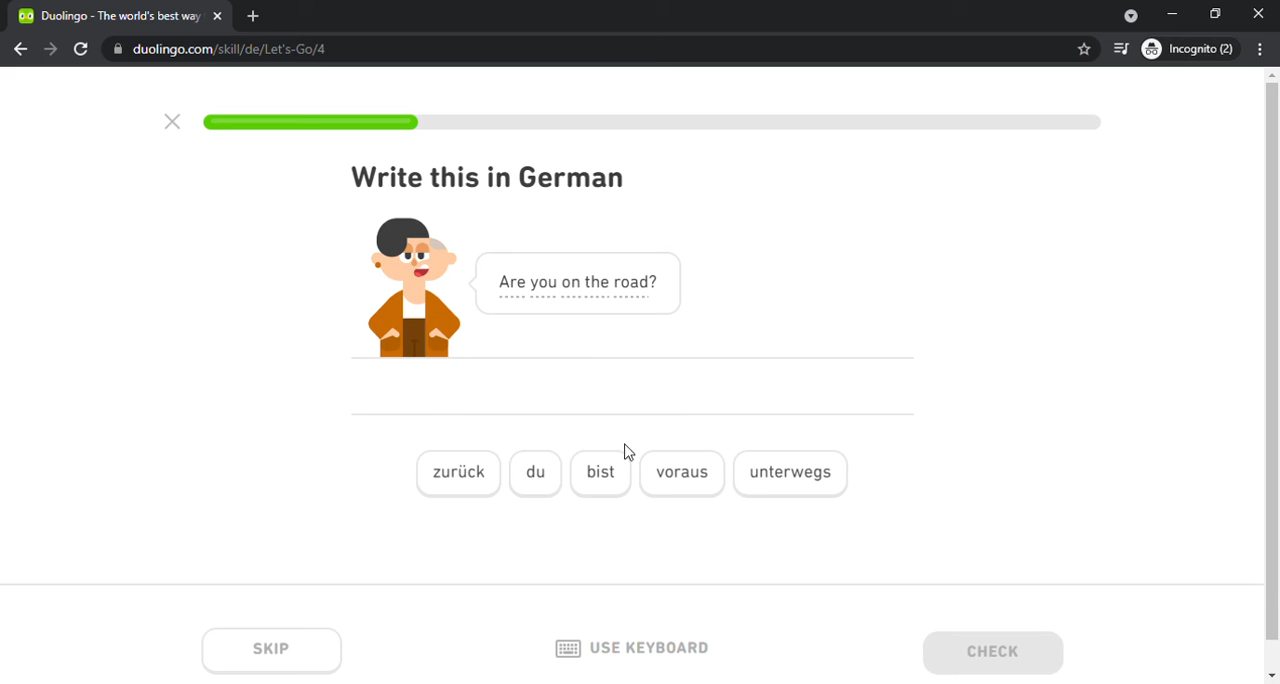 Duolingo - The world's best way
duolingo.com/skill/de/Let's-Go/4
Incognito (2)
Write this in German
Are you on the road?
zurück du bist voraus unterwegs
SKIP
USE KEYBOARD
CHECK